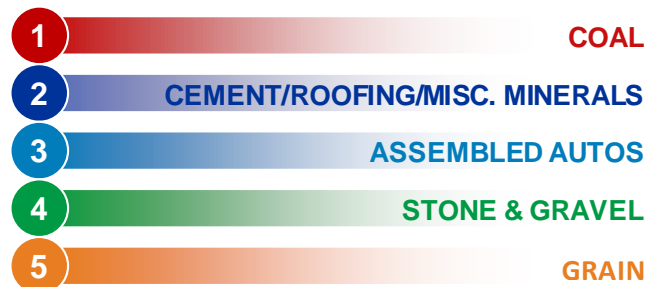 1 COAL
2 CEMENT/ROOFING/MISC. MINERALS
3 ASSEMBLED AUTOS
4 STONE & GRAVEL
5 GRAIN